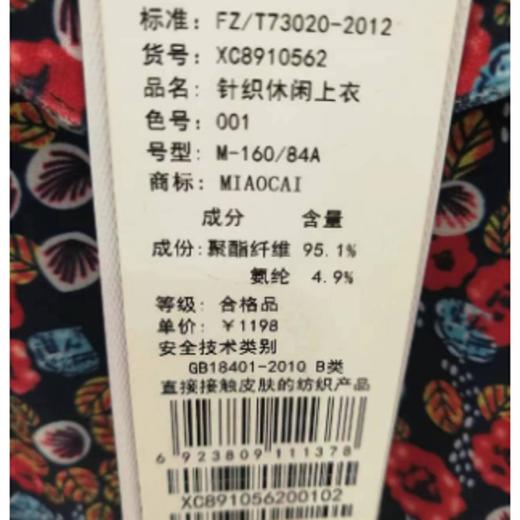 标准: FZ/T73020-2012
货号: XC8910562
品名: 针织休闲上衣
色号: 001
号型: M-160/84A
商标: MIAOCAI
成分 含量
成份: 聚酯纤维 95.1%
氨纶 4.9%
等级: 合格品
单价: ￥1198
安全技术类别
GB18401-2010 B类
直接接触皮肤的纺织产品
6 923809 111378
XC891056200102